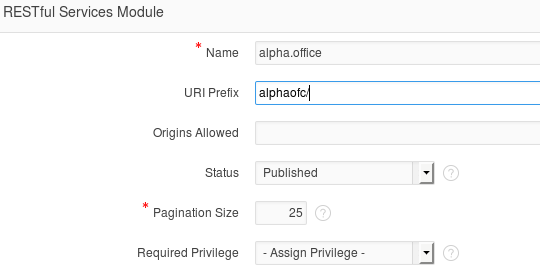 RESTful Services Module
* Name alpha.office
URI Prefix alphaofc/
Origins Allowed
Status Published ?
* Pagination Size 25 ?
Required Privilege - Assign Privilege - ?